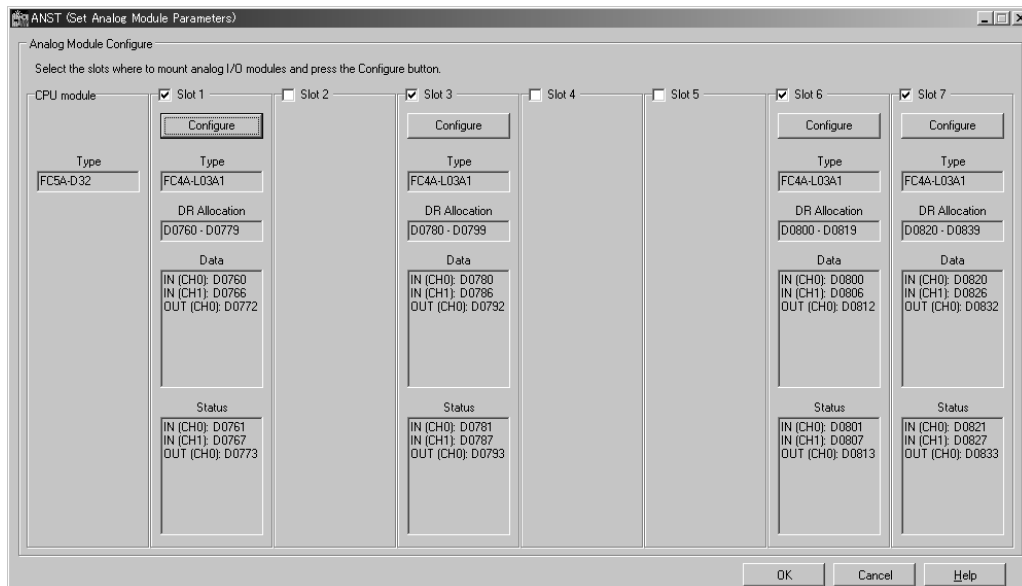 ANST (Set Analog Module Parameters)
Analog Module Configure
Select the slots where to mount analog I/O modules and press the Configure button.
CPU module
Type
FC5A-D32
Slot 1
Configure
Type
FC4A-L03A1
DR Allocation
D0760 - D0779
Data
IN (CH0): D0760
IN (CH1): D0766
OUT (CH0): D0772
Status
IN (CH0): D0761
IN (CH1): D0767
OUT (CH0): D0773
Slot 2
Slot 3
Configure
Type
FC4A-L03A1
DR Allocation
D0780 - D0799
Data
IN (CH0): D0780
IN (CH1): D0786
OUT (CH0): D0792
Status
IN (CH0): D0781
IN (CH1): D0787
OUT (CH0): D0793
Slot 4
Slot 5
Slot 6
Configure
Type
FC4A-L03A1
DR Allocation
D0800 - D0819
Data
IN (CH0): D0800
IN (CH1): D0806
OUT (CH0): D0812
Status
IN (CH0): D0801
IN (CH1): D0807
OUT (CH0): D0813
Slot 7
Configure
Type
FC4A-L03A1
DR Allocation
D0820 - D0839
Data
IN (CH0): D0820
IN (CH1): D0826
OUT (CH0): D0832
Status
IN (CH0): D0821
IN (CH1): D0827
OUT (CH0): D0833
OK
Cancel
Help